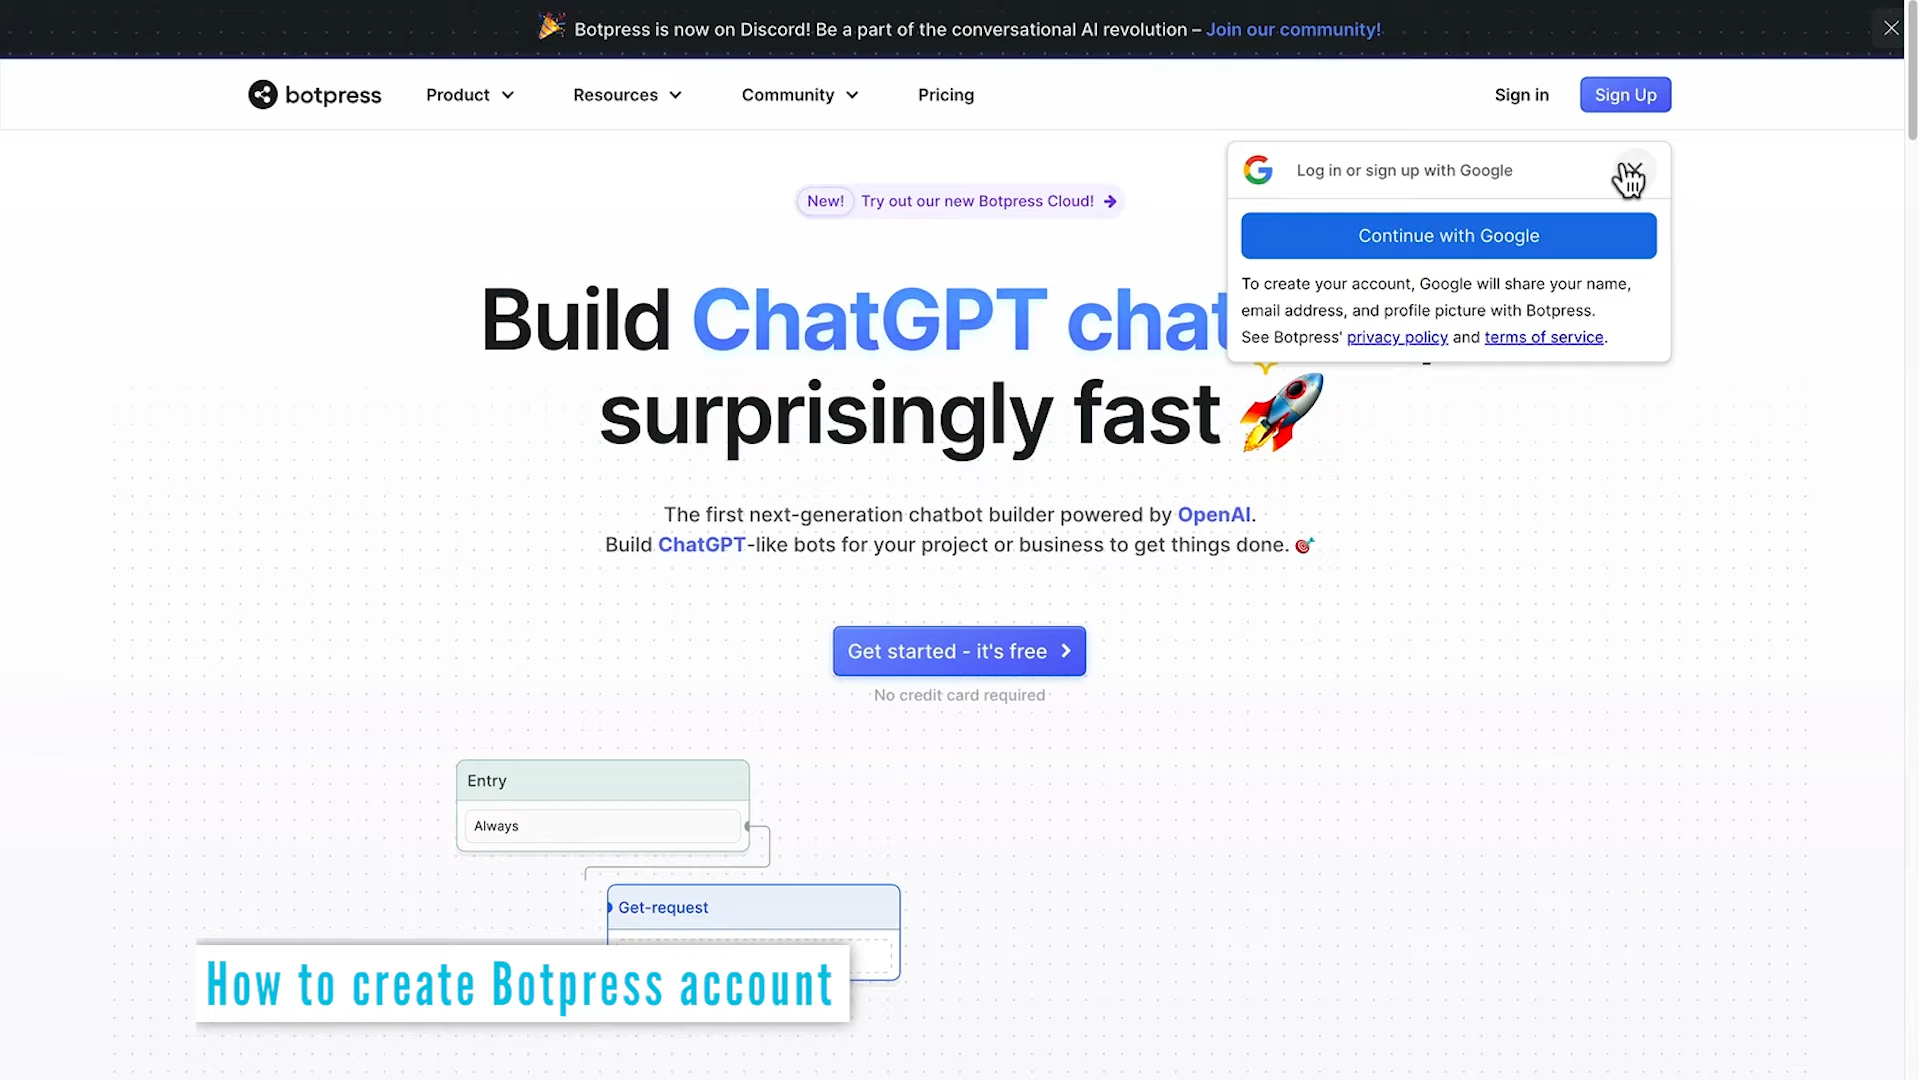 Botpress is now on Discord! Be a part of the conversational AI revolution – Join our community!
botpress Product Resources Community Pricing Sign in Sign Up
Log in or sign up with Google
Continue with Google
To create your account, Google will share your name,
email address, and profile picture with Botpress.
See Botpress' privacy policy and terms of service.
New! Try out our new Botpress Cloud! →
Build ChatGPT chat
surprisingly fast
The first next-generation chatbot builder powered by OpenAI.
Build ChatGPT-like bots for your project or business to get things done.
Get started - it's free
No credit card required
Entry
Always
Get-request
How to create Botpress account